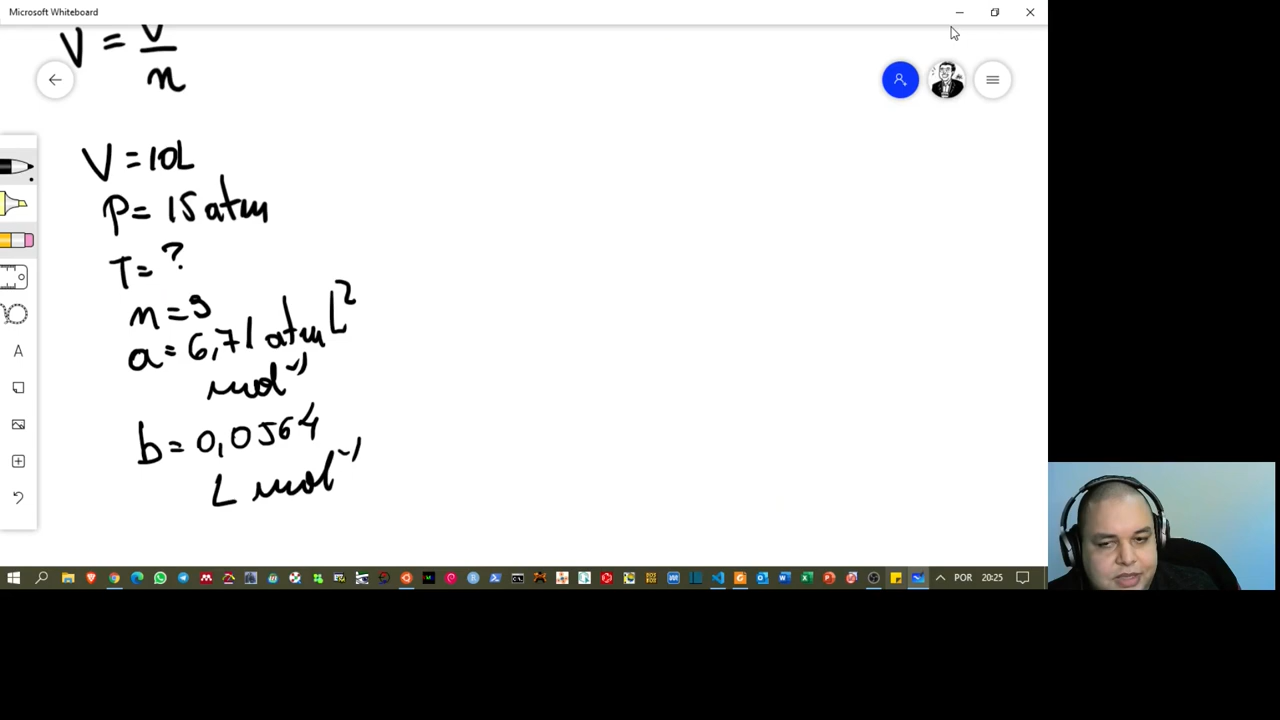 Microsoft Whiteboard
V = V
n
V = 10L
P = 15 atm
T = ?
n = 3
a = 6,71 atm L²
mol⁻¹
b = 0,0564
L mol⁻¹
A
POR 20:25